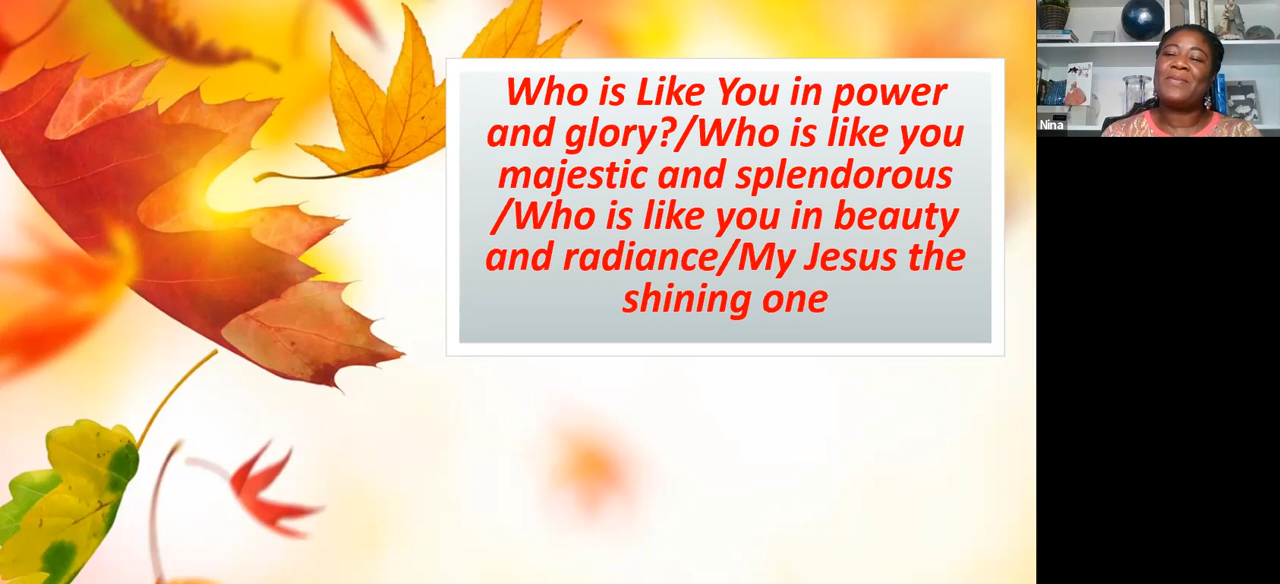 Who is Like You in power
and glory?/Who is like you
majestic and splendorous
/Who is like you in beauty
and radiance/My Jesus the
shining one
Nina